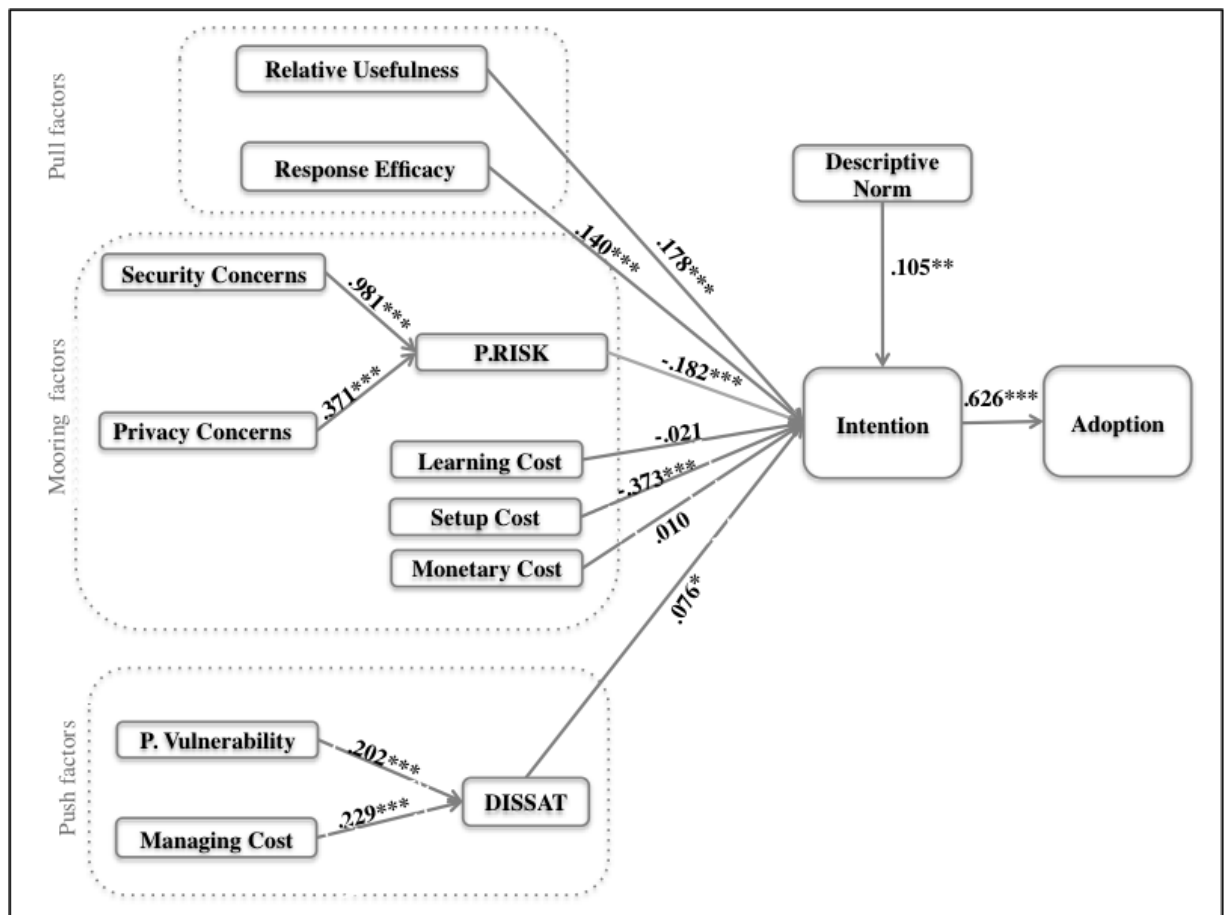 Pull factors
Relative Usefulness
Response Efficacy
.178***
.140***
Descriptive
Norm
.105**
Mooring factors
Security Concerns
.981***
P.RISK
-.182***
Privacy Concerns
.371***
Learning Cost
-.021
Setup Cost
-.373***
Monetary Cost
.010
Intention
.626***
Adoption
Push factors
P. Vulnerability
.202***
DISSAT
.076*
Managing Cost
.229***